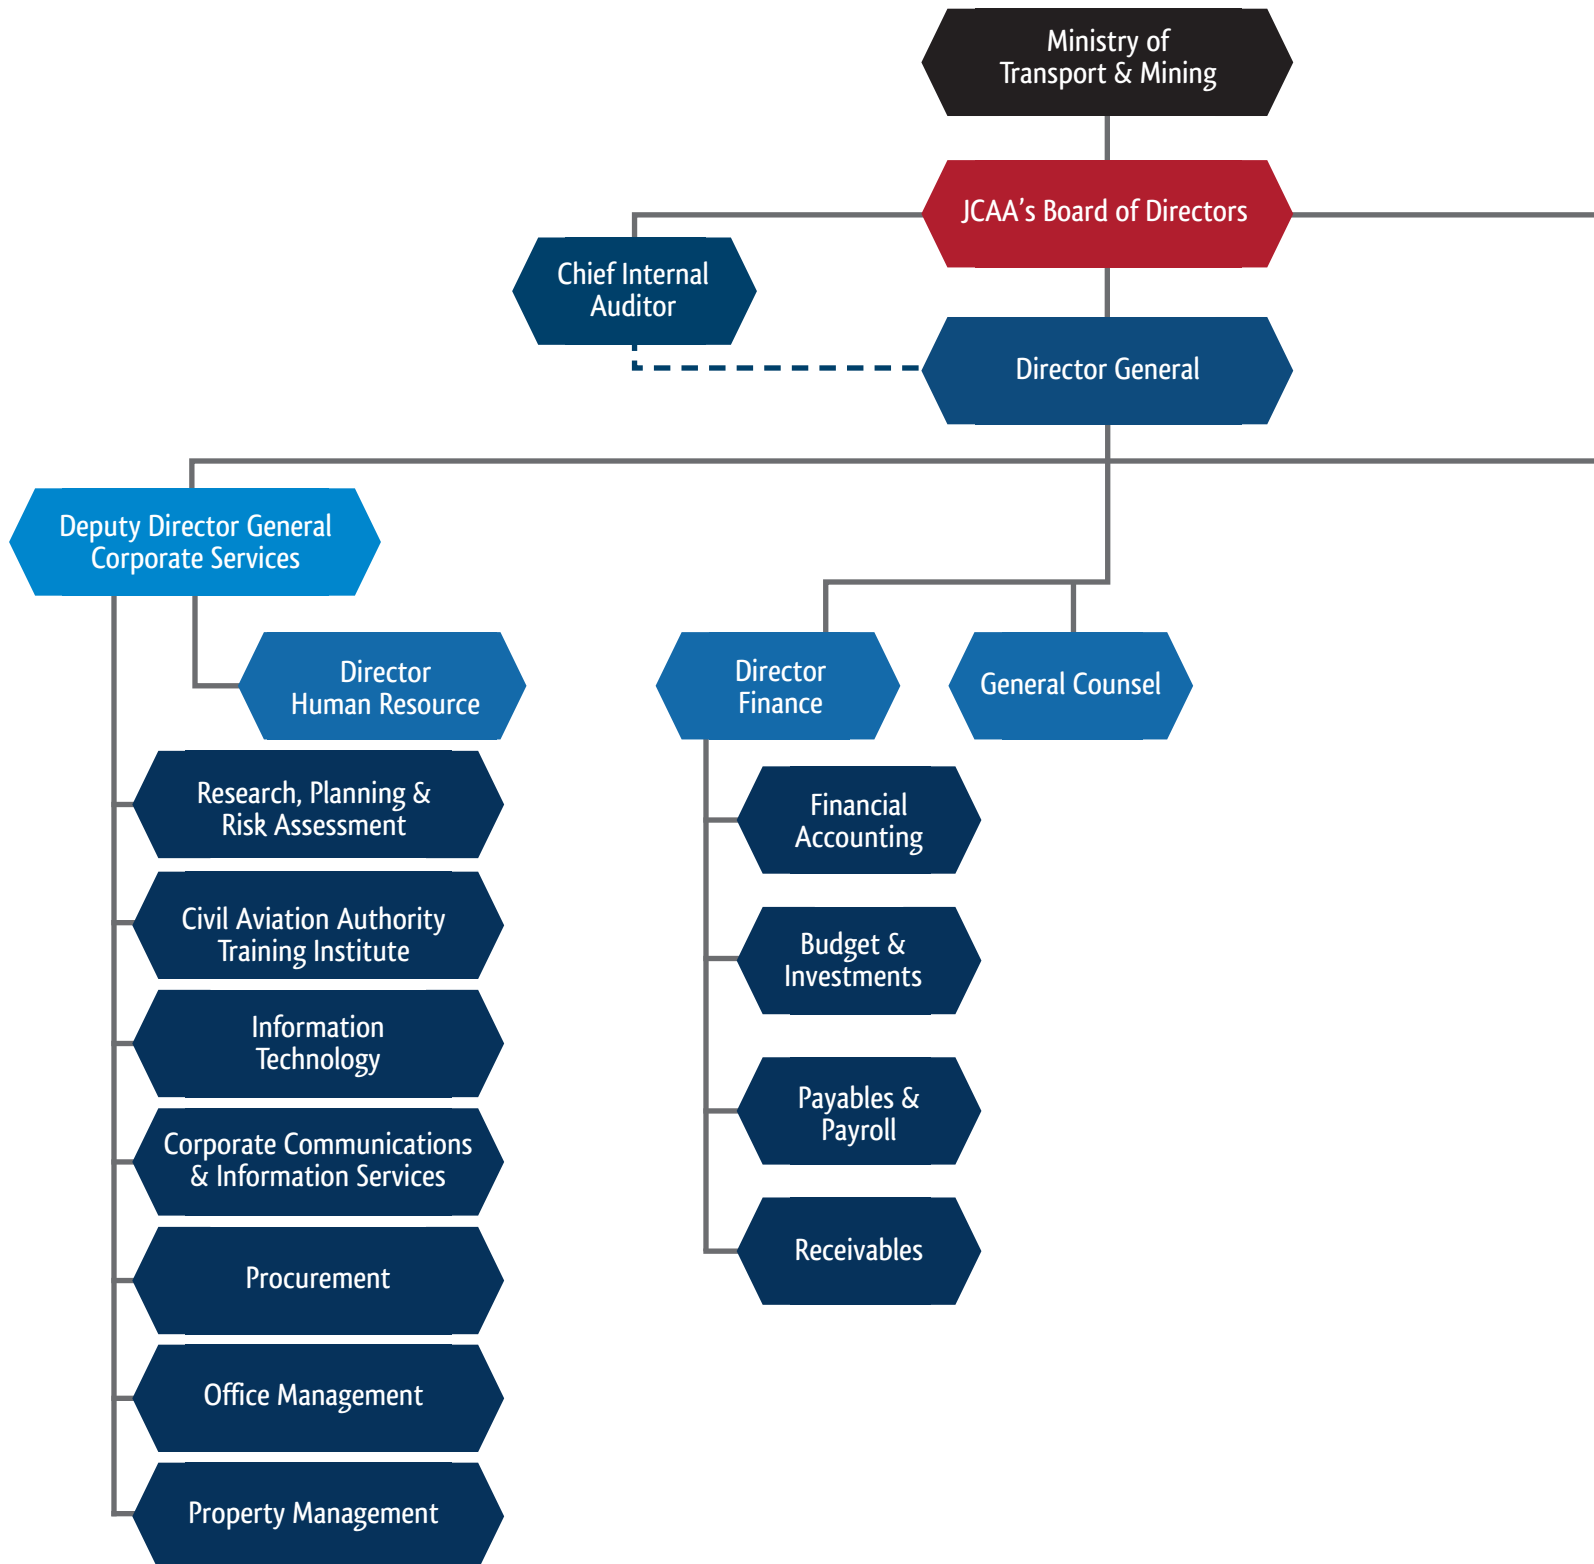 Ministry of
Transport & Mining
JCAA's Board of Directors
Chief Internal
Auditor
Director General
Deputy Director General
Corporate Services
Director
Human Resource
Director
Finance
General Counsel
Research, Planning &
Risk Assessment
Civil Aviation Authority
Training Institute
Information
Technology
Corporate Communications
& Information Services
Procurement
Office Management
Property Management
Financial
Accounting
Budget &
Investments
Payables &
Payroll
Receivables